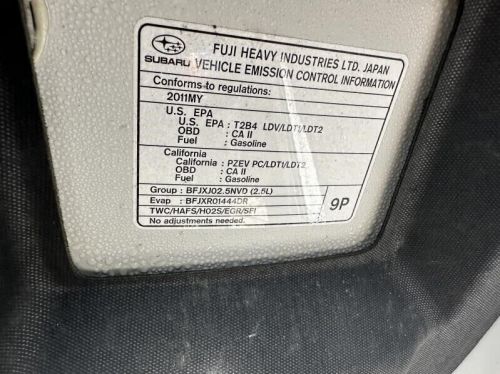 FUJI HEAVY INDUSTRIES LTD. JAPAN
SUBARU VEHICLE EMISSION CONTROL INFORMATION
Conforms to regulations:
2011MY
U.S. EPA
U.S. EPA : T2B4 LDV/LDT1/LDT2
OBD : CA II
Fuel : Gasoline
California
California : PZEV PC/LDT1/LDT2
OBD : CA II
Fuel : Gasoline
Group : BFJXJ02.5NVD (2.5L)
Evap : BFJXR01444DR
TWC/HAFS/HO2S/EGR/SFI
No adjustments needed.
9P